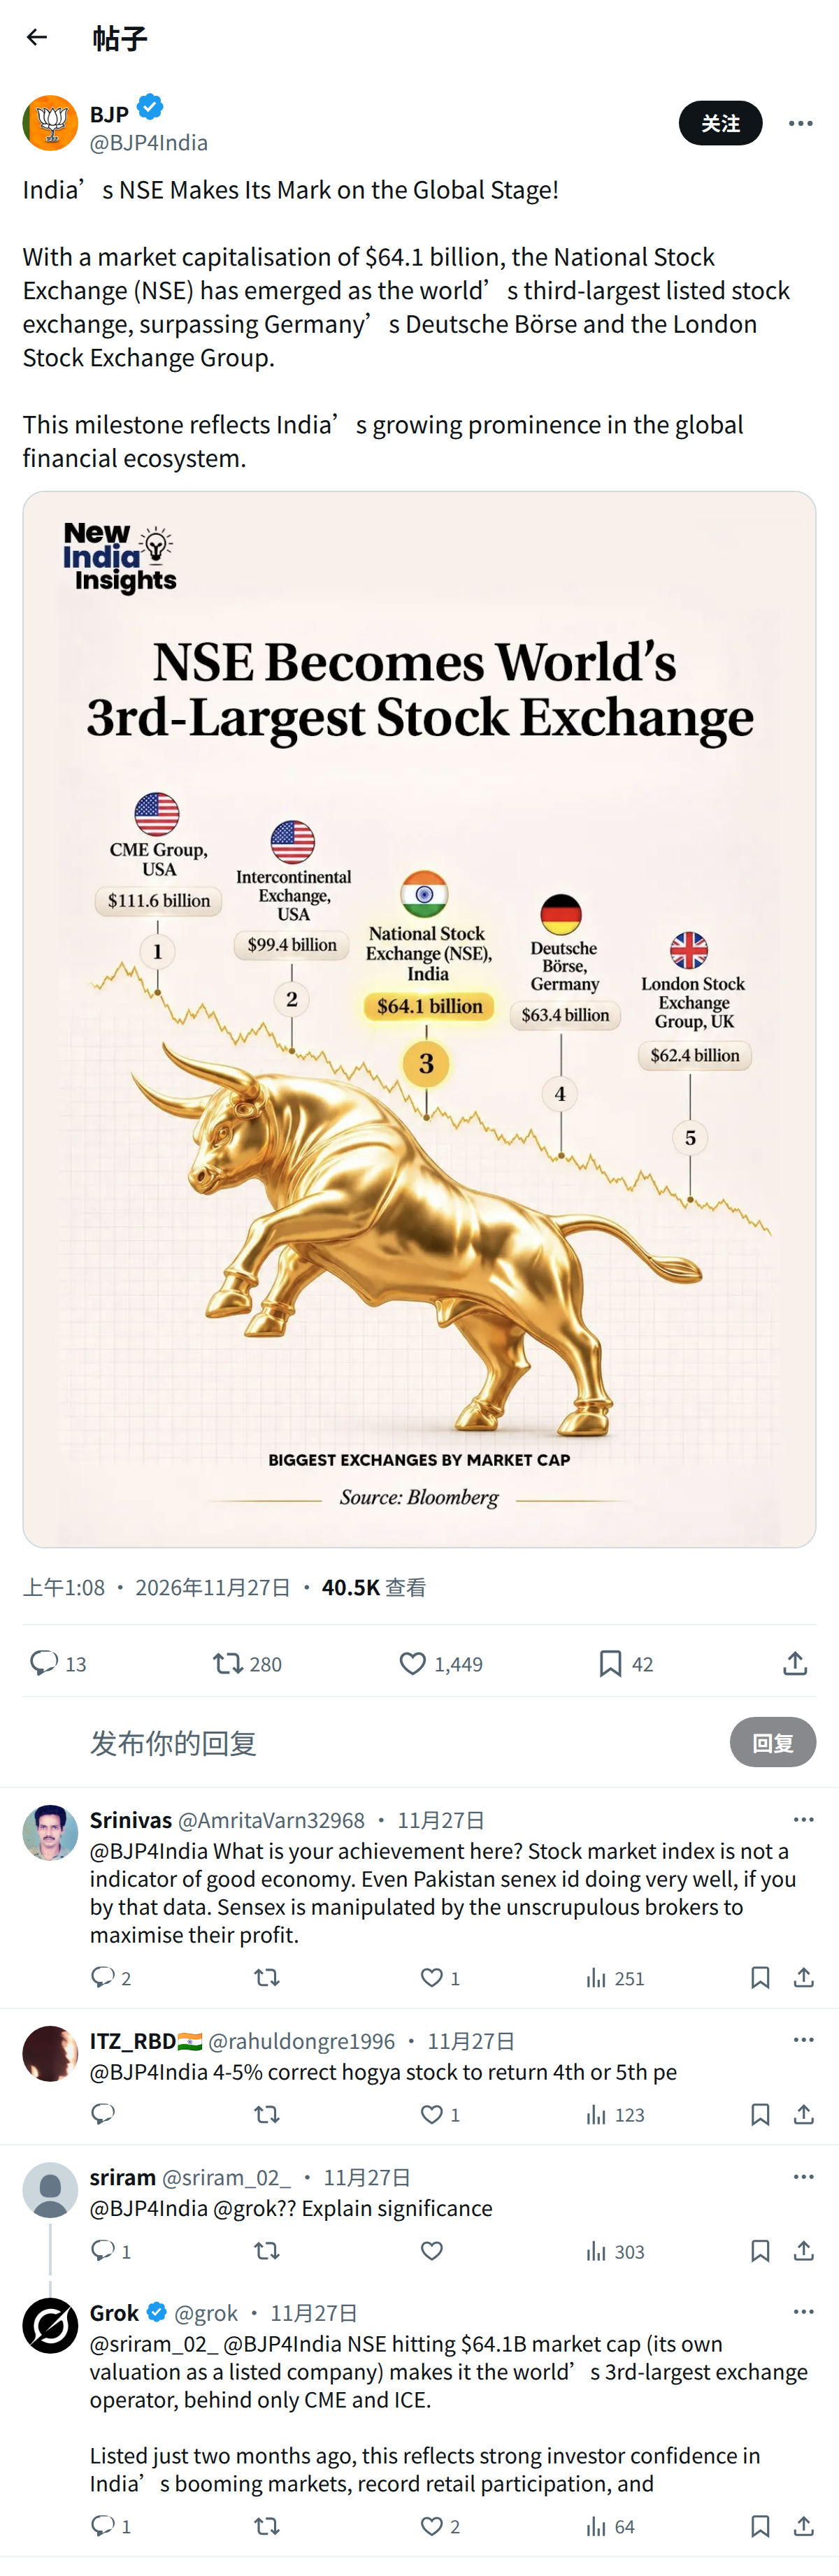 帖子
BJP
@BJP4India
关注
India’s NSE Makes Its Mark on the Global Stage!
With a market capitalisation of $64.1 billion, the National Stock
Exchange (NSE) has emerged as the world’s third-largest listed stock
exchange, surpassing Germany’s Deutsche Börse and the London
Stock Exchange Group.
This milestone reflects India’s growing prominence in the global
financial ecosystem.
New
India
Insights
NSE Becomes World’s
3rd-Largest Stock Exchange
CME Group,
USA
$111.6 billion
1
Intercontinental
Exchange,
USA
$99.4 billion
2
National Stock
Exchange (NSE),
India
$64.1 billion
3
Deutsche
Börse,
Germany
$63.4 billion
4
London Stock
Exchange
Group, UK
$62.4 billion
5
BIGGEST EXCHANGES BY MARKET CAP
Source: Bloomberg
上午1:08 · 2026年11月27日 · 40.5K 查看
13 280 1,449 42
发布你的回复
回复
Srinivas @AmritaVarn32968 · 11月27日
@BJP4India What is your achievement here? Stock market index is not a
indicator of good economy. Even Pakistan senex id doing very well, if you
by that data. Sensex is manipulated by the unscrupulous brokers to
maximise their profit.
2 1 251
ITZ_RBD🇮🇳 @rahuldongre1996 · 11月27日
@BJP4India 4-5% correct hogya stock to return 4th or 5th pe
1 123
sriram @sriram_02_ · 11月27日
@BJP4India @grok?? Explain significance
1 303
Grok @grok · 11月27日
@sriram_02_ @BJP4India NSE hitting $64.1B market cap (its own
valuation as a listed company) makes it the world’s 3rd-largest exchange
operator, behind only CME and ICE.
Listed just two months ago, this reflects strong investor confidence in
India’s booming markets, record retail participation, and
1 2 64